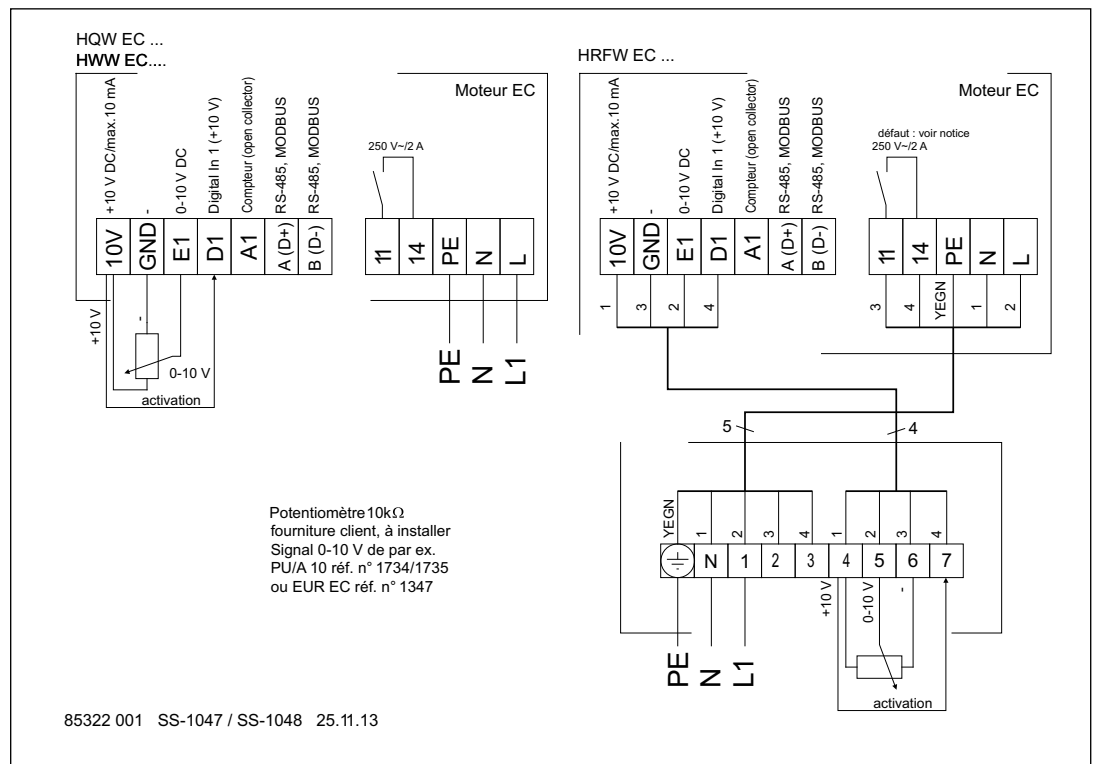 HQW EC ...
HWW EC....
Moteur EC
+10 V DC/max.10 mA
-
0-10 V DC
Digital In 1 (+10 V)
Compteur (open collector)
RS-485, MODBUS
RS-485, MODBUS
250 V~/2 A
10V
GND
E1
D1
A1
A (D+)
B (D-)
11
14
PE
N
L
+10 V
-
0-10 V
activation
PE
N
L1
HRFW EC ...
Moteur EC
+10 V DC/max.10 mA
-
0-10 V DC
Digital In 1 (+10 V)
Compteur (open collector)
RS-485, MODBUS
RS-485, MODBUS
défaut : voir notice
250 V~/2 A
10V
GND
E1
D1
A1
A (D+)
B (D-)
11
14
PE
N
L
1
3
2
4
3
4
YEGN
1
2
5
4
YEGN
1
2
3
4
1
2
3
4
N
1
2
3
4
5
6
7
+10 V
0-10 V
-
PE
N
L1
activation
Potentiomètre 10kΩ
fourniture client, à installer
Signal 0-10 V de par ex.
PU/A 10 réf. n° 1734/1735
ou EUR EC réf. n° 1347
85322 001 SS-1047 / SS-1048 25.11.13